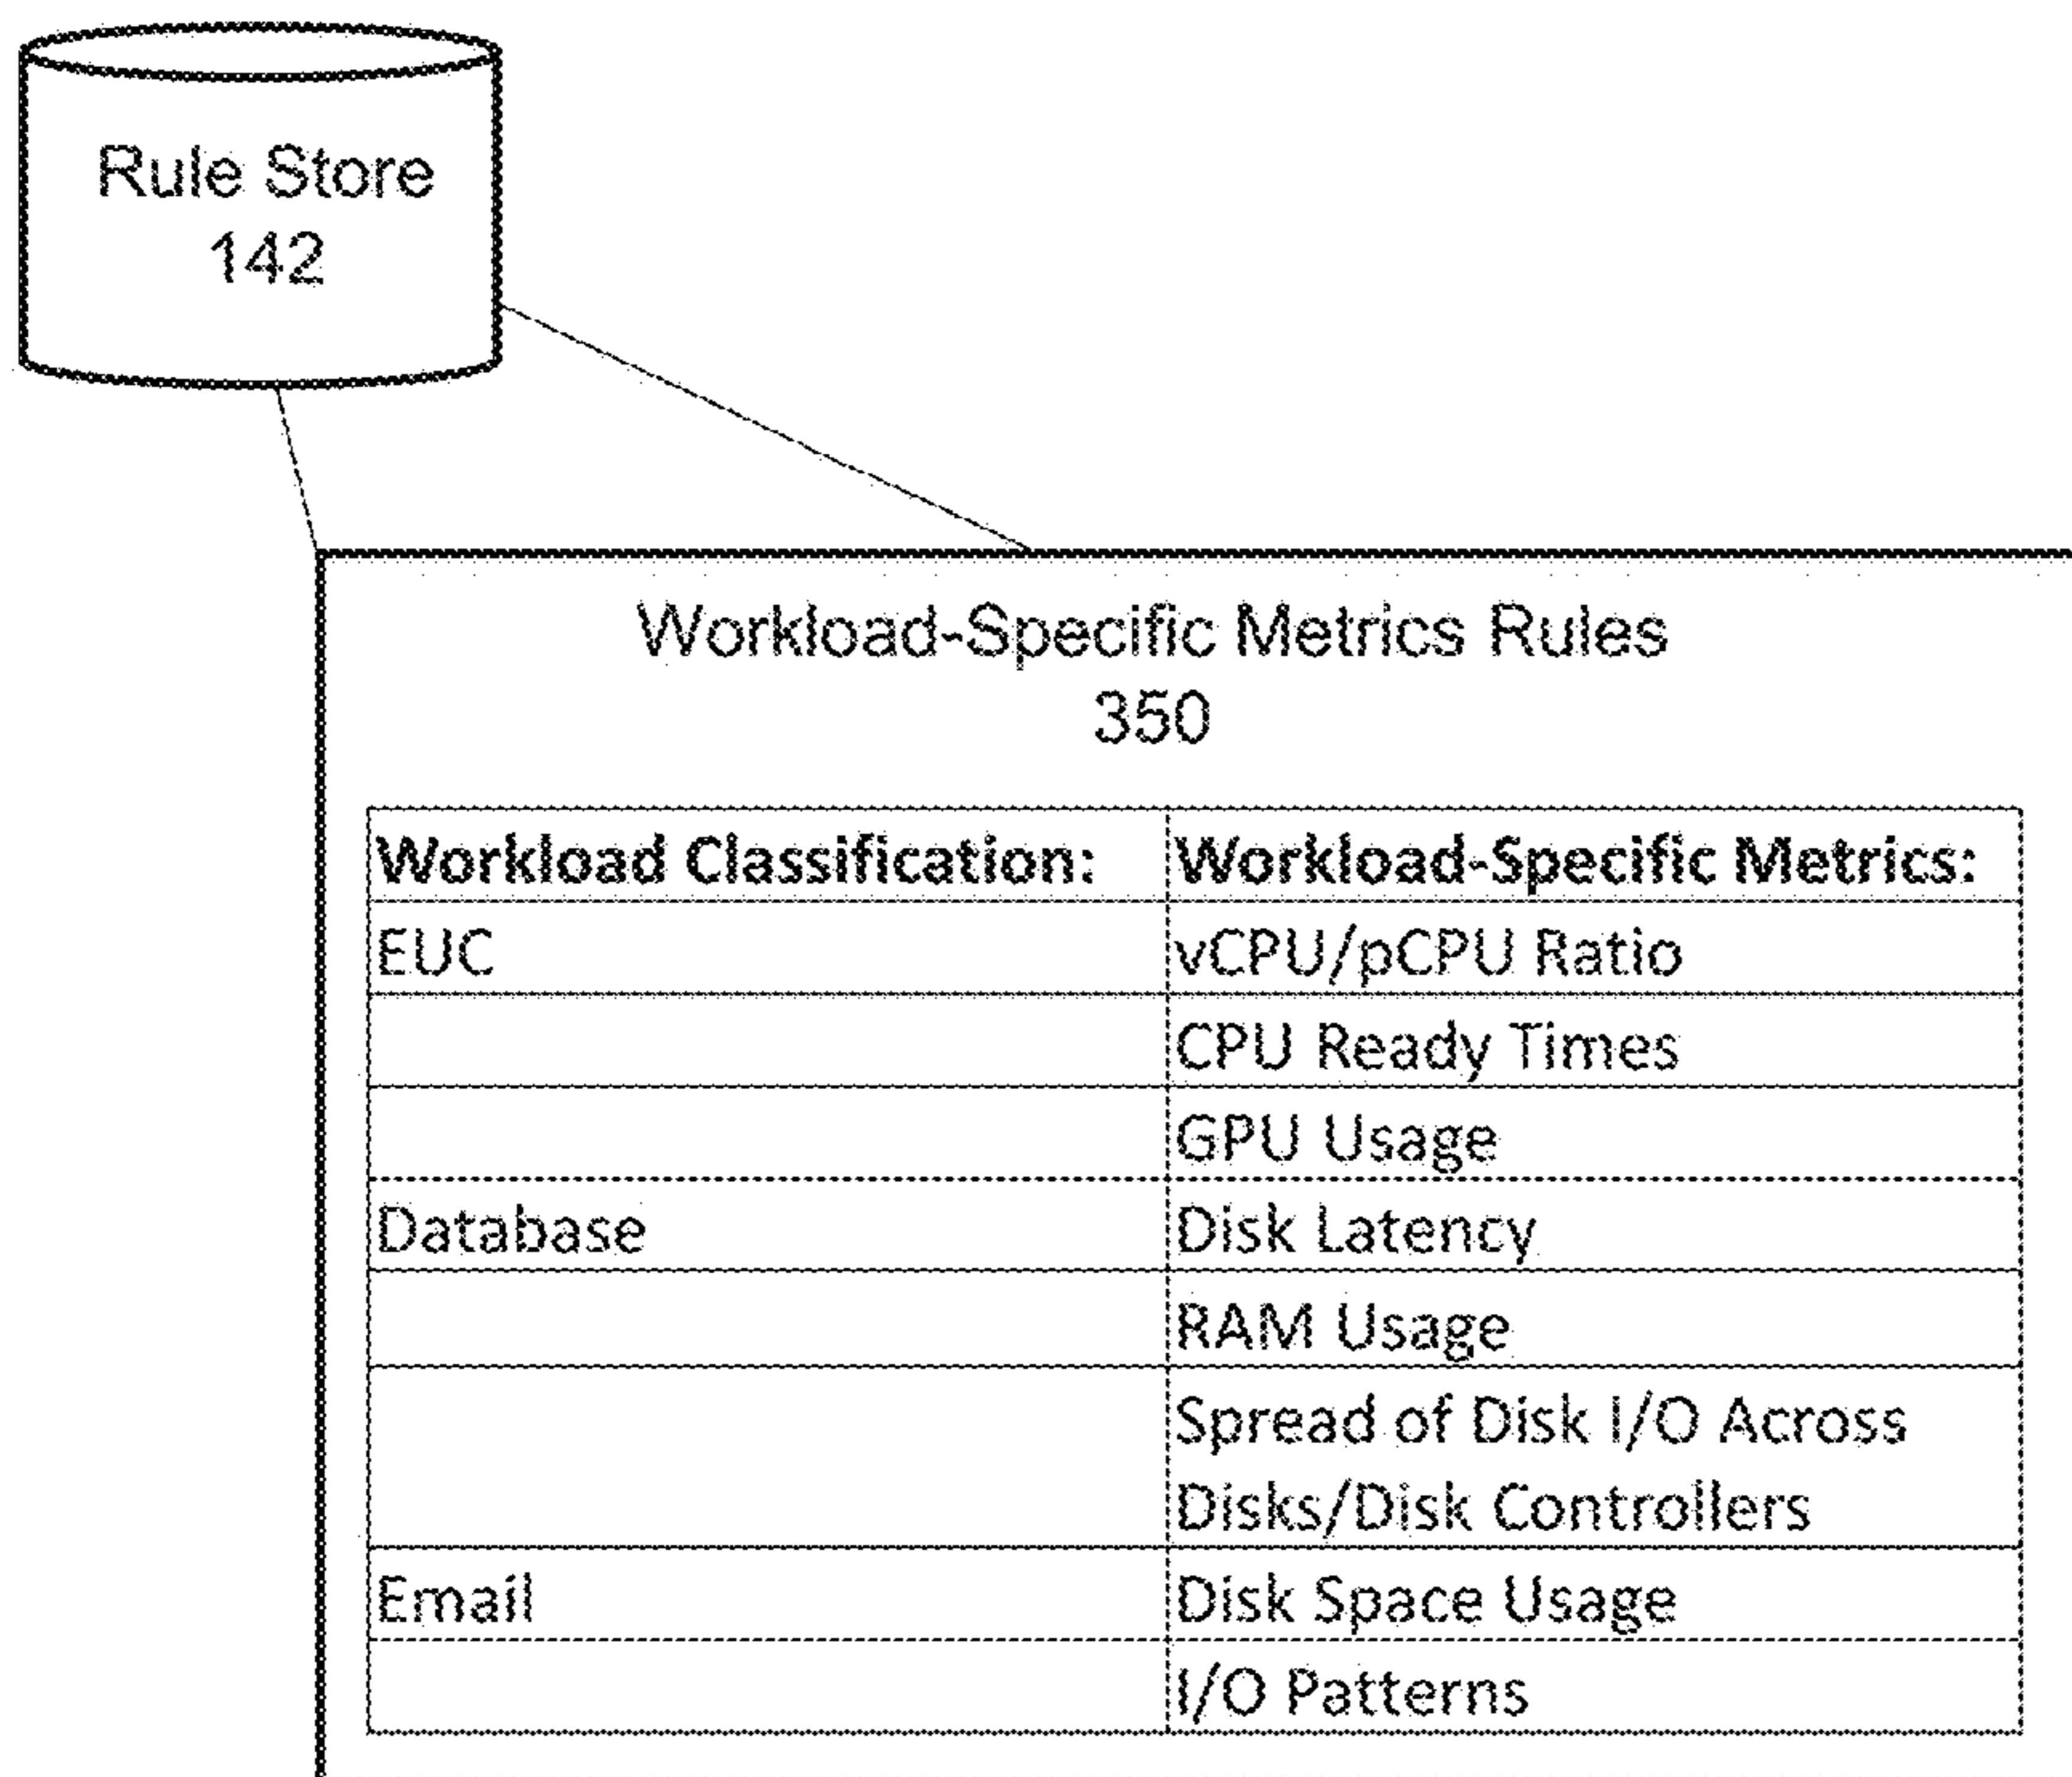 Rule Store
142
Workload-Specific Metrics Rules
350
Workload Classification: Workload-Specific Metrics:
EUC vCPU/pCPU Ratio
CPU Ready Times
GPU Usage
Database Disk Latency
RAM Usage
Spread of Disk I/O Across
Disks/Disk Controllers
Email Disk Space Usage
I/O Patterns